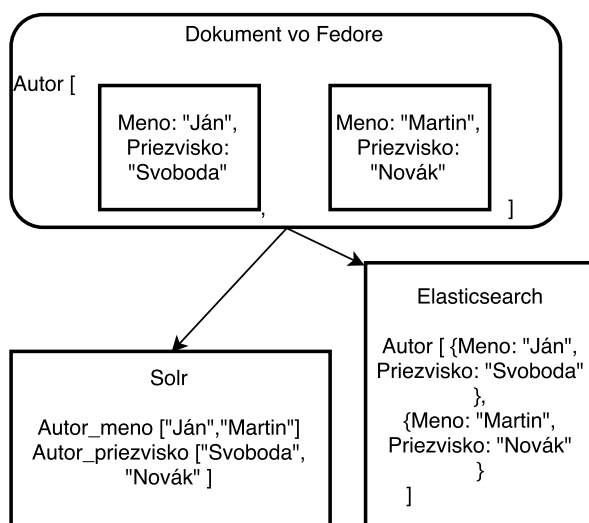 Dokument vo Fedore
Autor [
Meno: "Ján",
Priezvisko:
"Svoboda"
,
Meno: "Martin",
Priezvisko:
"Novák"
]
Solr
Autor_meno ["Ján","Martin"]
Autor_priezvisko ["Svoboda",
"Novák" ]
Elasticsearch
Autor [ {Meno: "Ján",
Priezvisko: "Svoboda"
},
{Meno: "Martin",
Priezvisko: "Novák"
}
]